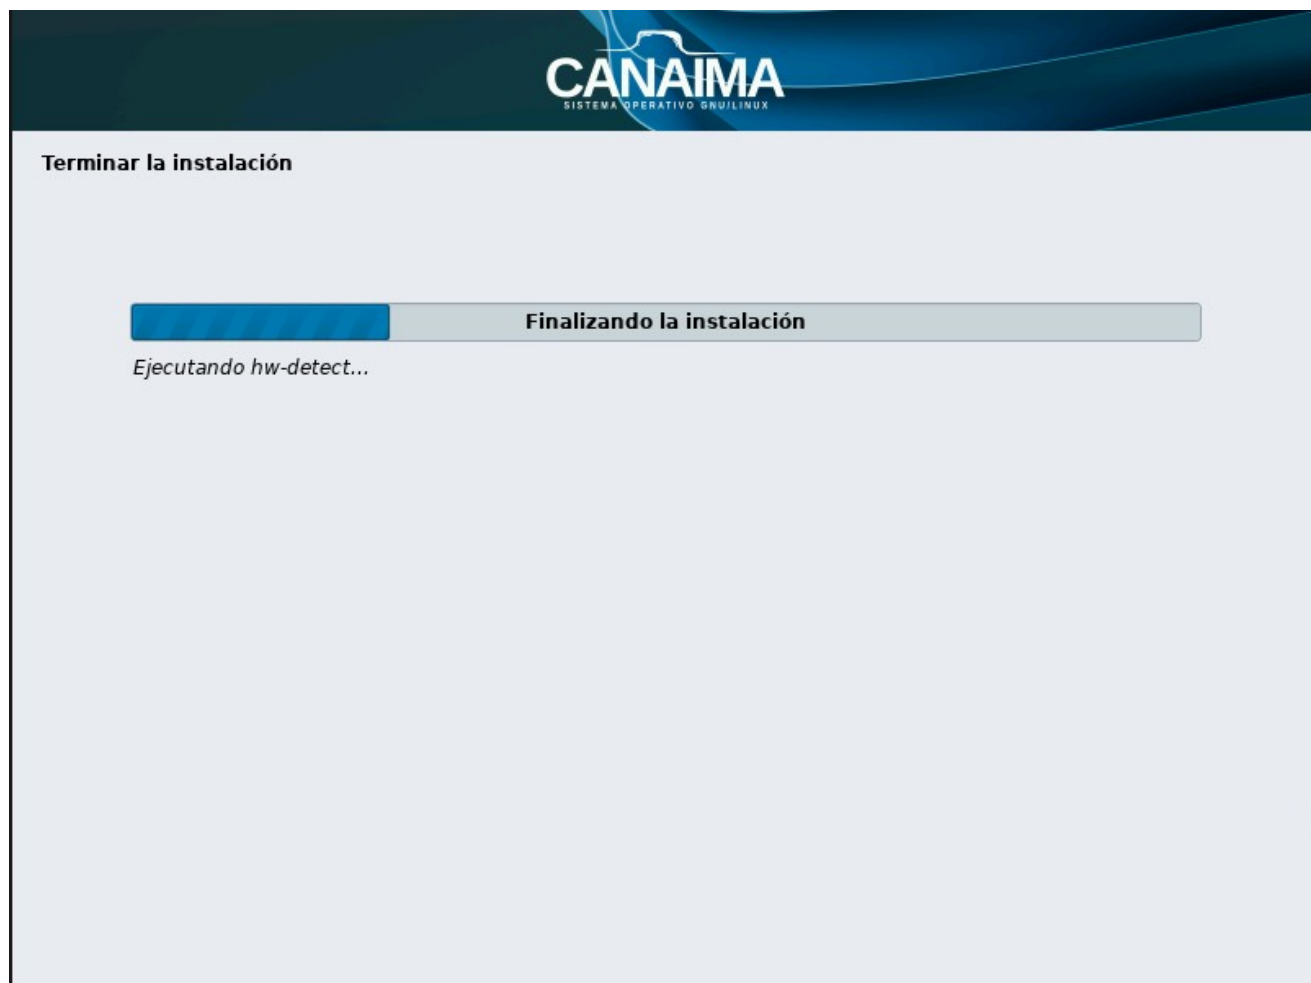 CANAIMA
SISTEMA OPERATIVO GNU/LINUX
Terminar la instalación
Finalizando la instalación
Ejecutando hw-detect...